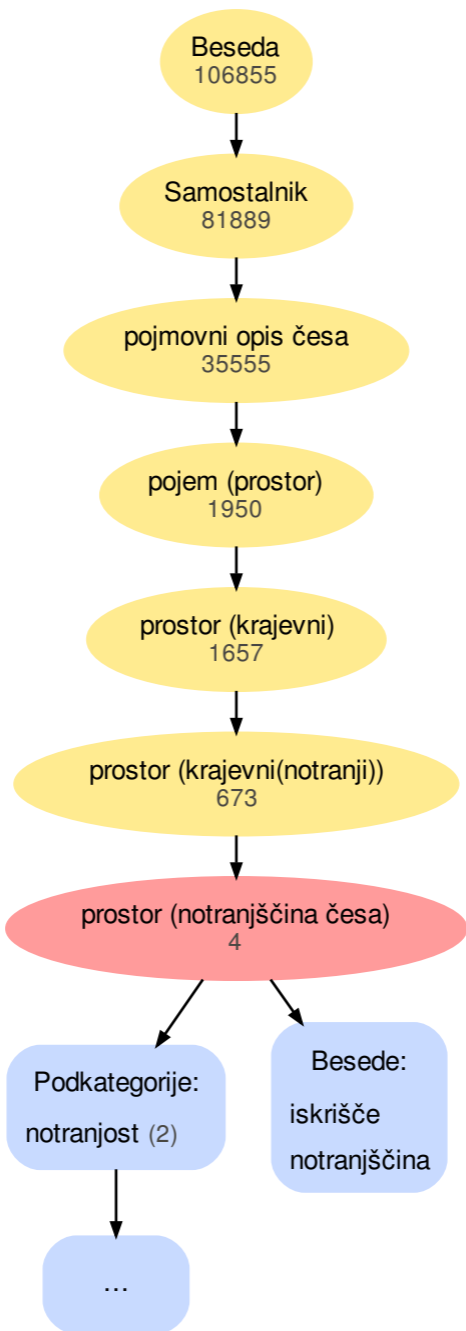 Beseda
106855
Samostalnik
81889
pojmovni opis česa
35555
pojem (prostor)
1950
prostor (krajevni)
1657
prostor (krajevni(notranji))
673
prostor (notranjščina česa)
4
Podkategorije:
notranjost (2)
Besede:
iskrišče
notranjščina
...